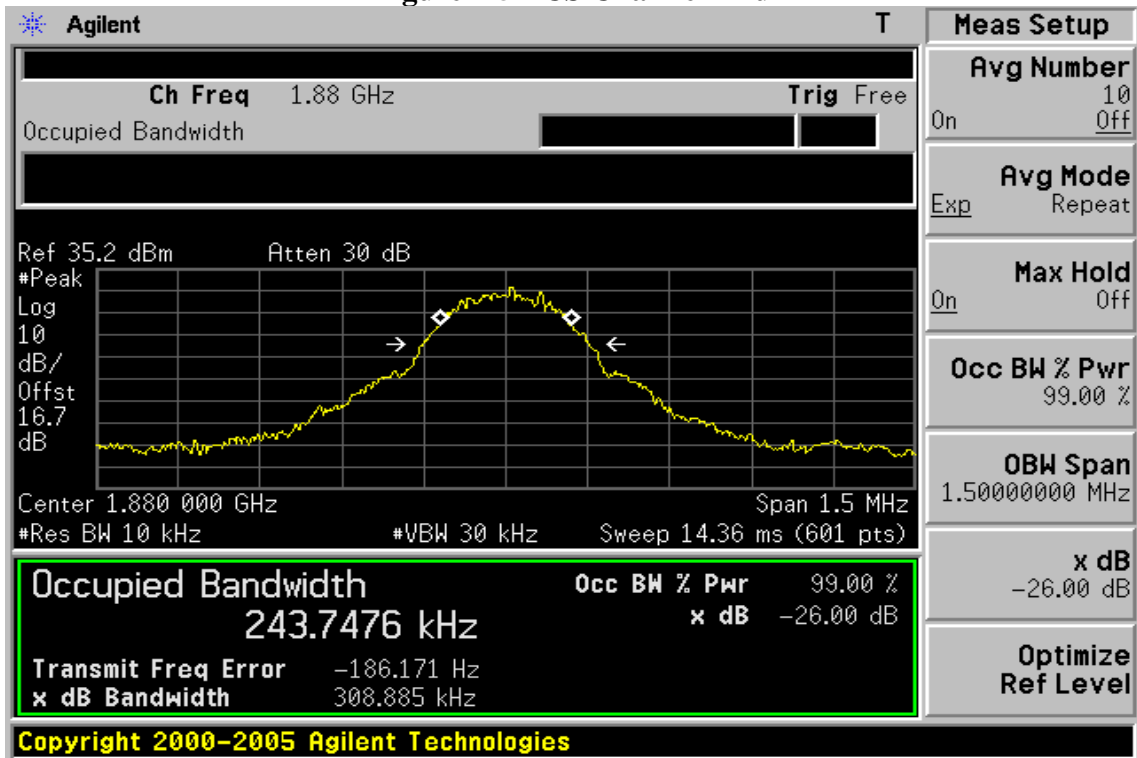 Agilent T
Ch Freq 1.88 GHz Trig Free
Occupied Bandwidth
Ref 35.2 dBm Atten 30 dB
#Peak
Log
10
dB/
Offst
16.7
dB
Center 1.880 000 GHz Span 1.5 MHz
#Res BW 10 kHz #VBW 30 kHz Sweep 14.36 ms (601 pts)
Occupied Bandwidth
243.7476 kHz
Occ BW % Pwr 99.00 %
x dB -26.00 dB
Transmit Freq Error -186.171 Hz
x dB Bandwidth 308.885 kHz
Copyright 2000-2005 Agilent Technologies
Meas Setup
Avg Number
10
On Off
Avg Mode
Exp Repeat
Max Hold
On Off
Occ BW % Pwr
99.00 %
OBW Span
1.50000000 MHz
x dB
-26.00 dB
Optimize
Ref Level